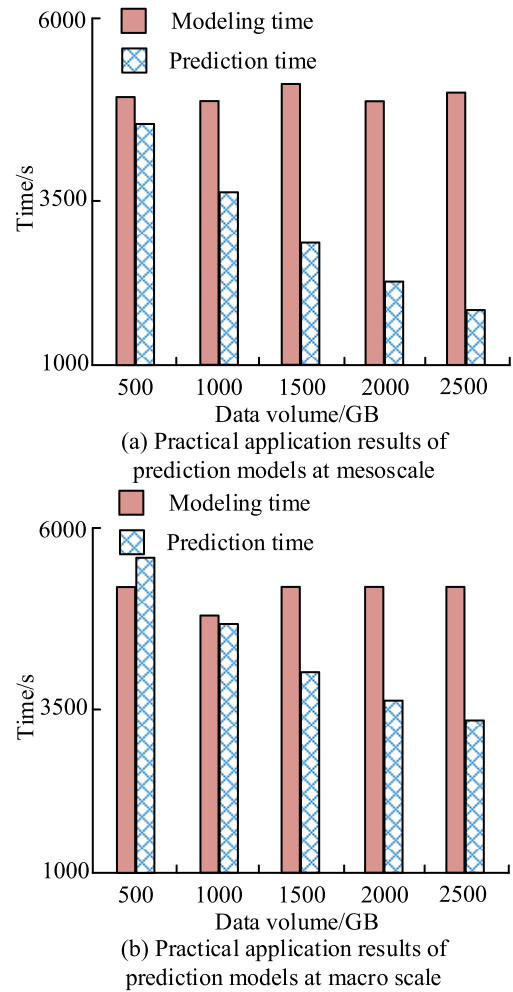 6000
Modeling time
Prediction time
Time/s
3500
1000
500 1000 1500 2000 2500
Data volume/GB
(a) Practical application results of
prediction models at mesoscale
Modeling time
6000
Prediction time
Time/s
3500
1000
500 1000 1500 2000 2500
Data volume/GB
(b) Practical application results of
prediction models at macro scale